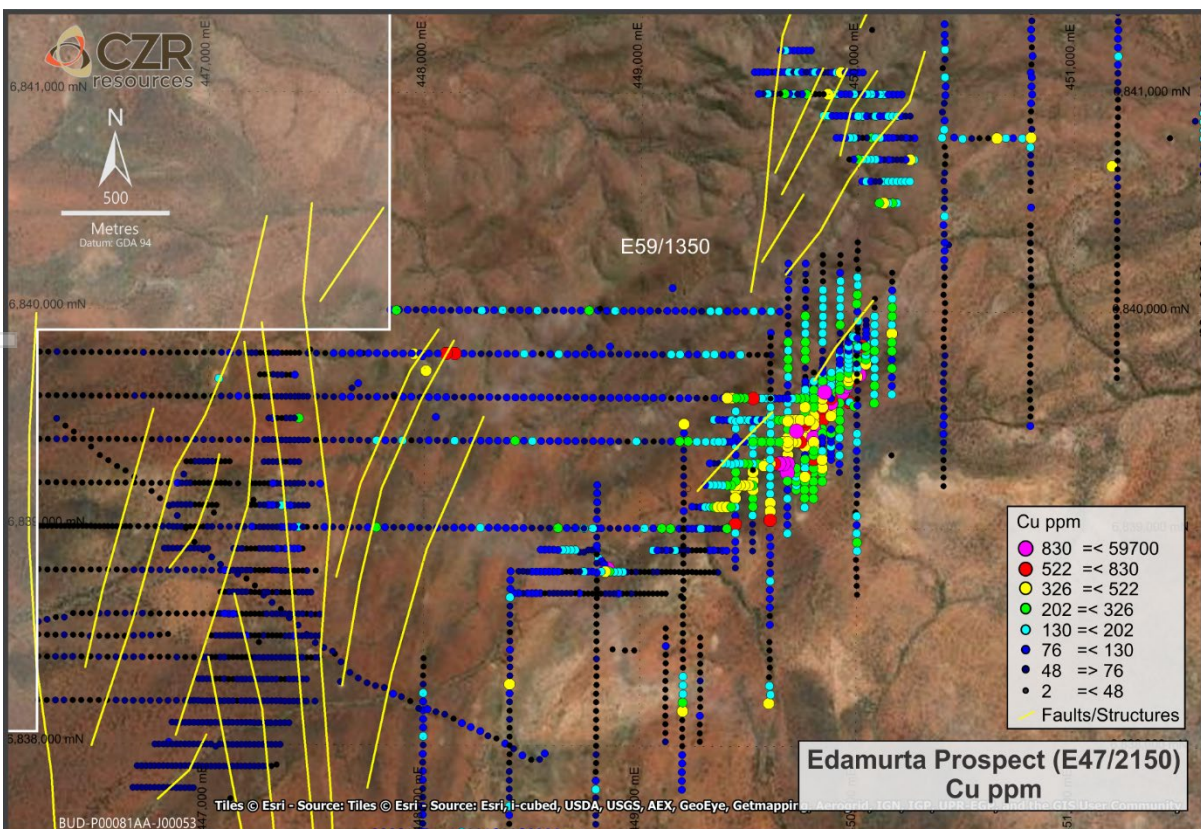 CZR
resources
N
500
Metres
Datum: GDA 94
447,000 mE
448,000 mE
449,000 mE
451,000 mE
6,841,000 mN
6,841,000 mN
E59/1350
6,840,000 mN
6,840,000 mN
6,839,000 mN
6,839,000 mN
Cu ppm
830 =< 59700
522 =< 830
326 =< 522
202 =< 326
130 =< 202
76 =< 130
48 => 76
2 =< 48
Faults/Structures
6,838,000 mN
Edamurta Prospect (E47/2150)
Cu ppm
447,000 mE
Tiles © Esri - Source: Tiles © Esri - Source: Esri, i-cubed, USDA, USGS, AEX, GeoEye, Getmapping, Aerogrid, IGN, IGP, UPR-EGP, and the GIS User Community
BUD-P00081AA-J00053